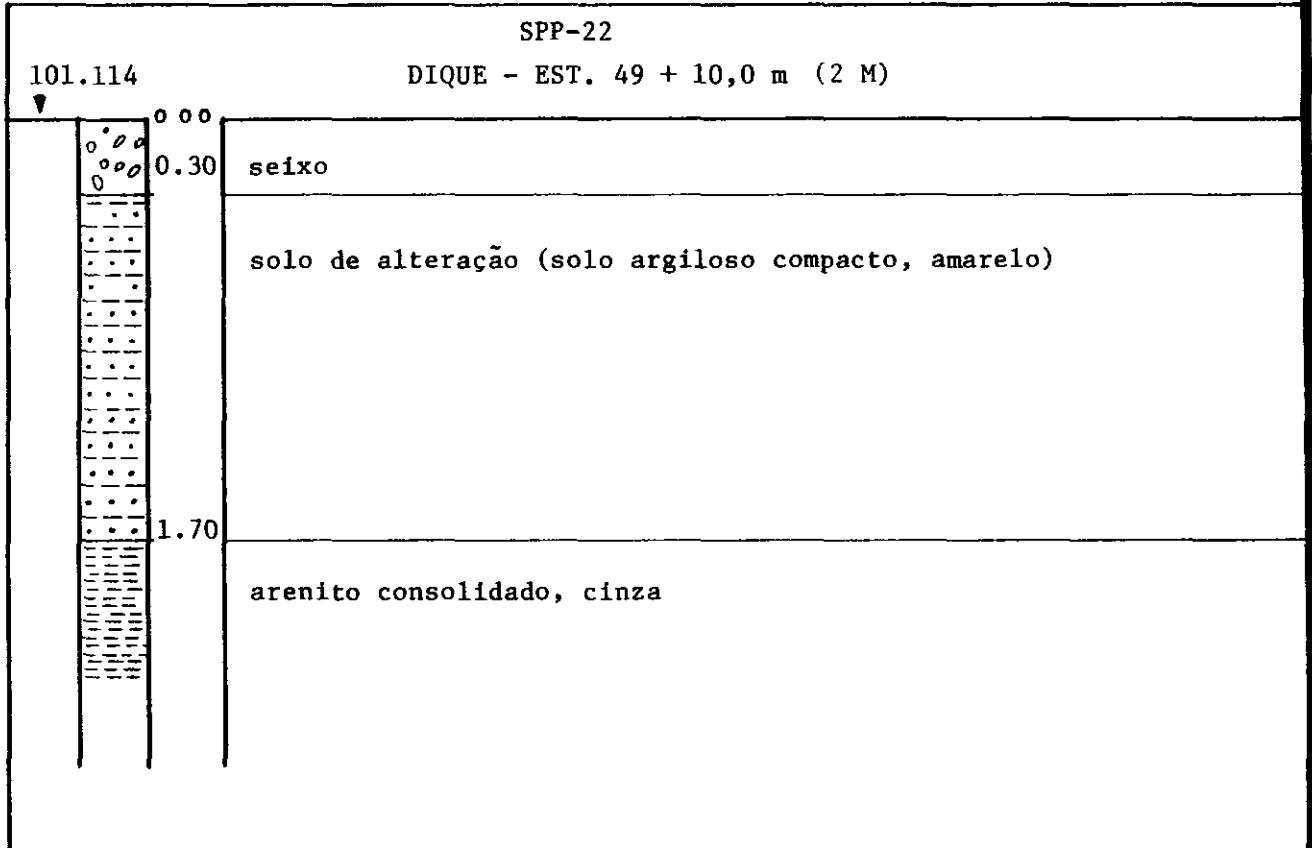 SPP-22
101.114 DIQUE - EST. 49 + 10,0 m (2 M)
0 00
0.30 seixo
solo de alteração (solo argiloso compacto, amarelo)
1.70
arenito consolidado, cinza